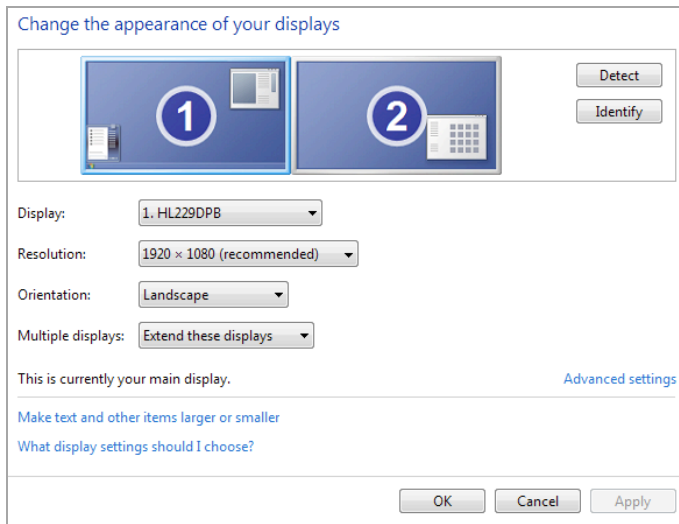 Change the appearance of your displays
1
2
Detect
Identify
Display:
1. HL229DPB
Resolution:
1920 × 1080 (recommended)
Orientation:
Landscape
Multiple displays:
Extend these displays
This is currently your main display.
Advanced settings
Make text and other items larger or smaller
What display settings should I choose?
OK
Cancel
Apply